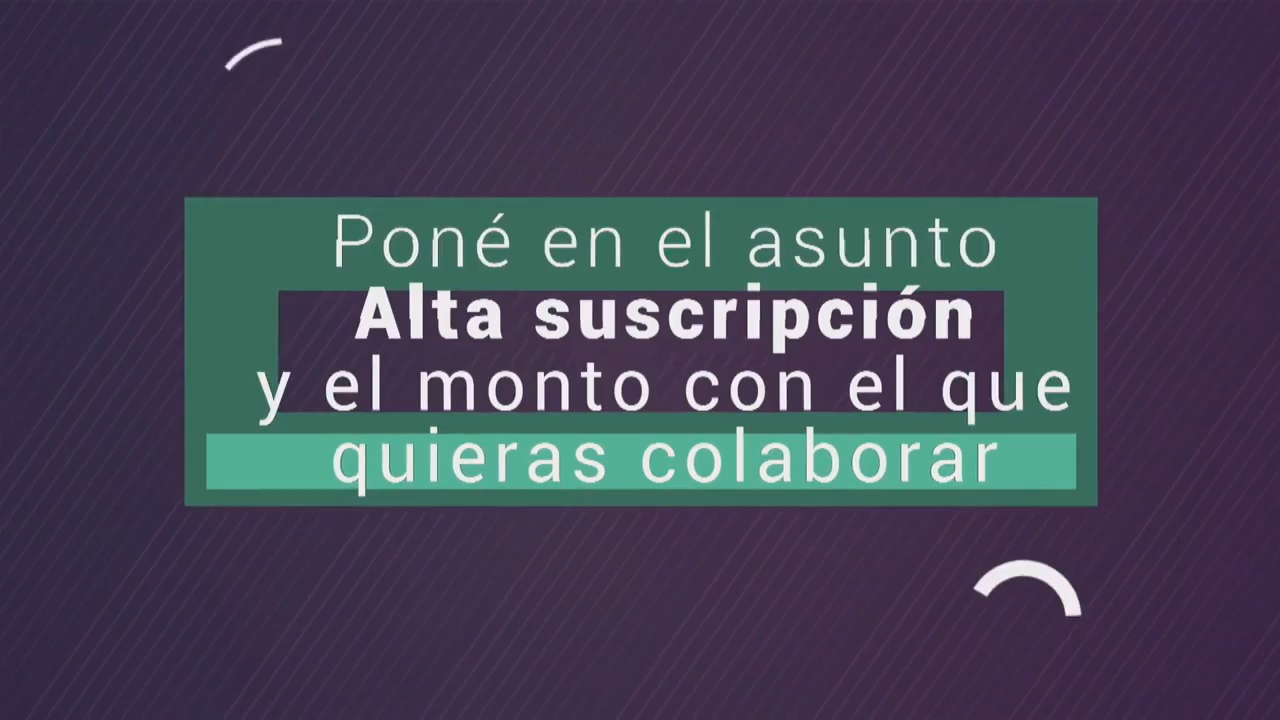 Poné en el asunto
Alta suscripción
y el monto con el que
quieras colaborar